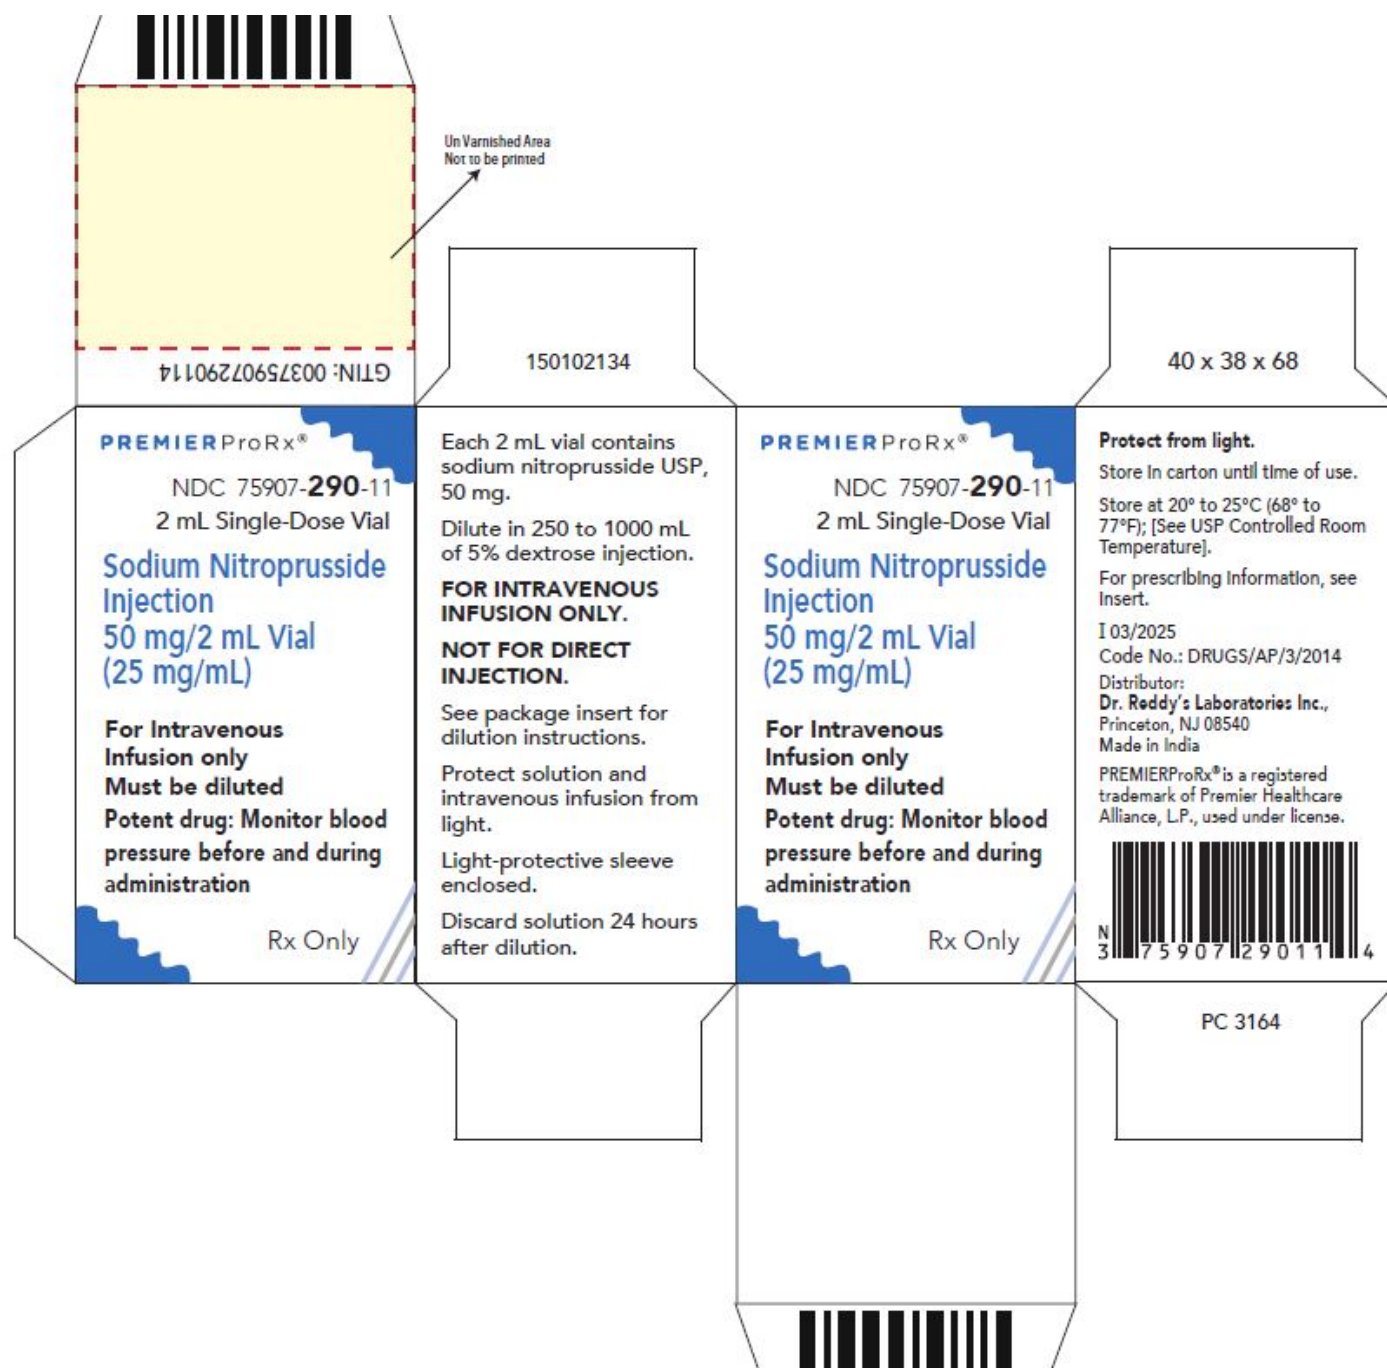 Un Varnished Area
Not to be printed
GTIN: 00375907290114
150102134
40 x 38 x 68
PREMIERProRx®
NDC 75907-290-11
2 mL Single-Dose Vial
Sodium Nitroprusside
Injection
50 mg/2 mL Vial
(25 mg/mL)
For Intravenous
Infusion only
Must be diluted
Potent drug: Monitor blood
pressure before and during
administration
Rx Only
Each 2 mL vial contains
sodium nitroprusside USP,
50 mg.
Dilute in 250 to 1000 mL
of 5% dextrose injection.
FOR INTRAVENOUS
INFUSION ONLY.
NOT FOR DIRECT
INJECTION.
See package insert for
dilution instructions.
Protect solution and
intravenous infusion from
light.
Light-protective sleeve
enclosed.
Discard solution 24 hours
after dilution.
PREMIERProRx®
NDC 75907-290-11
2 mL Single-Dose Vial
Sodium Nitroprusside
Injection
50 mg/2 mL Vial
(25 mg/mL)
For Intravenous
Infusion only
Must be diluted
Potent drug: Monitor blood
pressure before and during
administration
Rx Only
Protect from light.
Store in carton until time of use.
Store at 20° to 25°C (68° to
77°F); [See USP Controlled Room
Temperature].
For prescribing information, see
Insert.
I 03/2025
Code No.: DRUGS/AP/3/2014
Distributor:
Dr. Reddy's Laboratories Inc.,
Princeton, NJ 08540
Made in India
PREMIERProRx® is a registered
trademark of Premier Healthcare
Alliance, L.P., used under license.
N
3 75907 29011 4
PC 3164